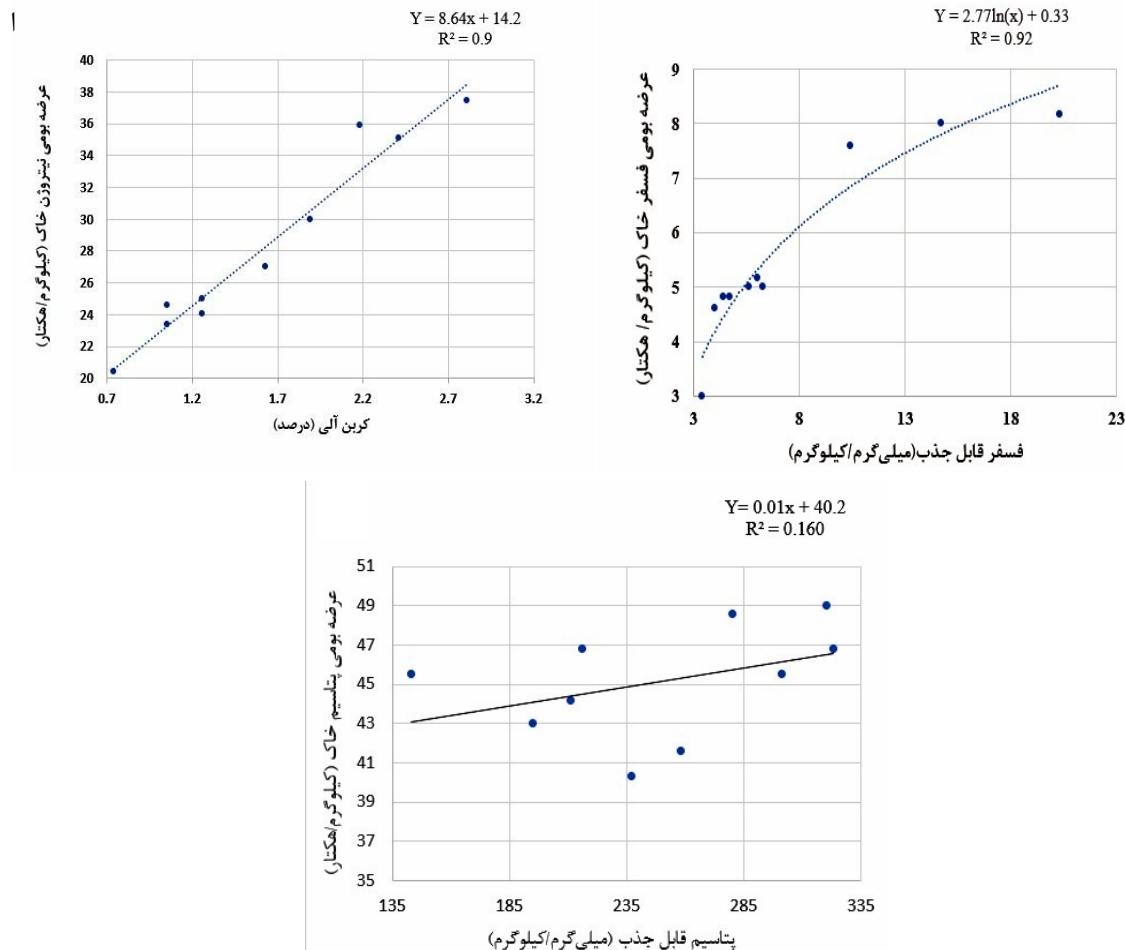 ا
Y = 8.64x + 14.2
R² = 0.9
عرضه بومی نیتروژن خاک (کیلوگرم/هکتار)
40
38
36
34
32
30
28
26
24
22
20
0.7 1.2 1.7 2.2 2.7 3.2
کربن آلی (درصد)
Y = 2.77ln(x) + 0.33
R² = 0.92
عرضه بومی فسفر خاک (کیلوگرم/ هکتار)
9
8
7
6
5
4
3
3 8 13 18 23
فسفر قابل جذب(میلی‌گرم/کیلوگرم)
Y= 0.01x + 40.2
R² = 0.160
عرضه بومی پتاسیم خاک (کیلوگرم/هکتار)
51
49
47
45
43
41
39
37
35
135 185 235 285 335
پتاسیم قابل جذب (میلی‌گرم/کیلوگرم)